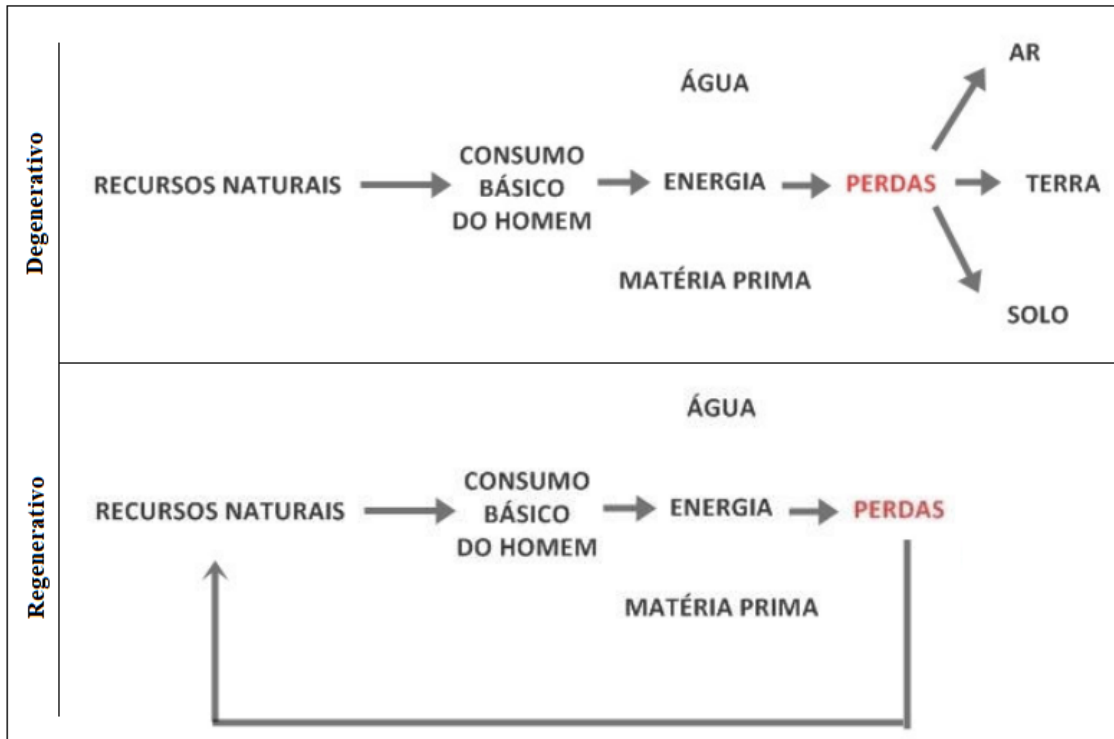 Degenerativo
RECURSOS NATURAIS
CONSUMO
BÁSICO
DO HOMEM
ÁGUA
ENERGIA
MATÉRIA PRIMA
PERDAS
AR
TERRA
SOLO
Regenerativo
RECURSOS NATURAIS
CONSUMO
BÁSICO
DO HOMEM
ÁGUA
ENERGIA
MATÉRIA PRIMA
PERDAS